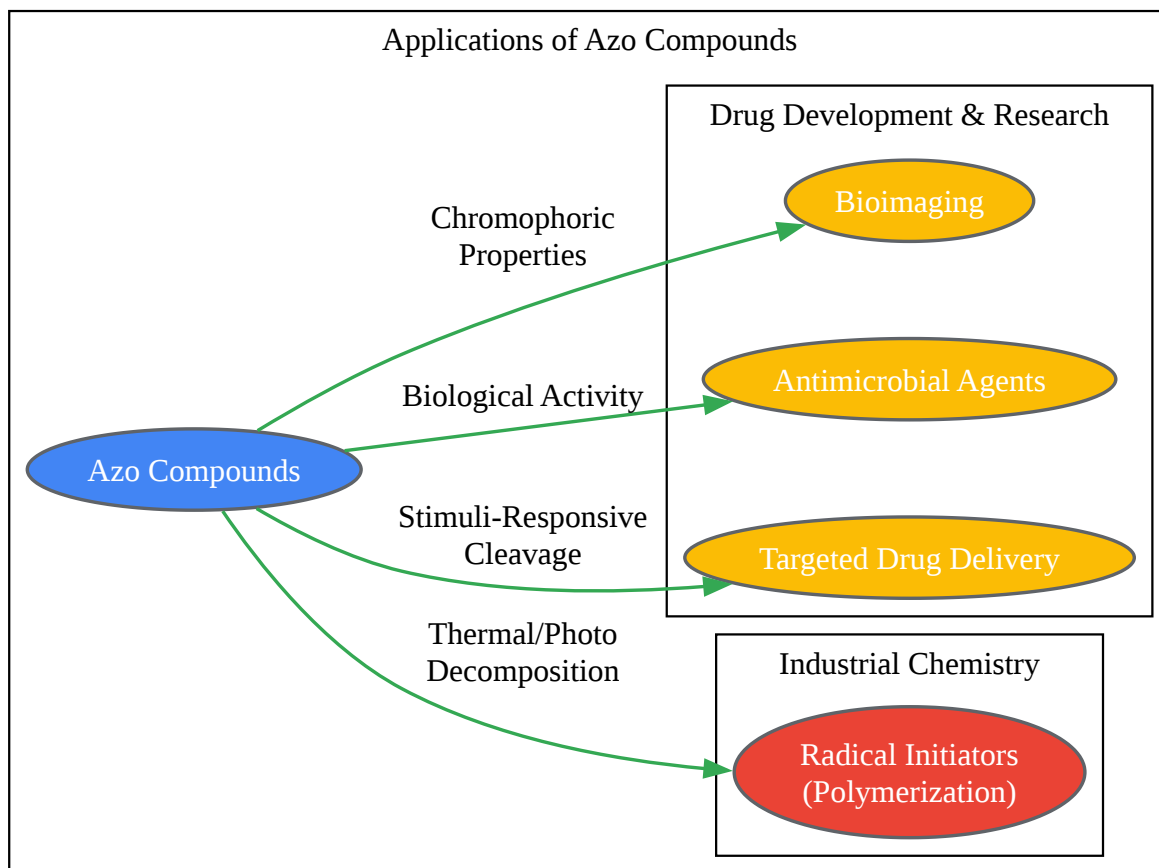 Applications of Azo Compounds
Drug Development & Research
Bioimaging
Chromophoric
Properties
Antimicrobial Agents
Biological Activity
Azo Compounds
Stimuli-Responsive
Cleavage
Targeted Drug Delivery
Thermal/Photo
Decomposition
Industrial Chemistry
Radical Initiators
(Polymerization)